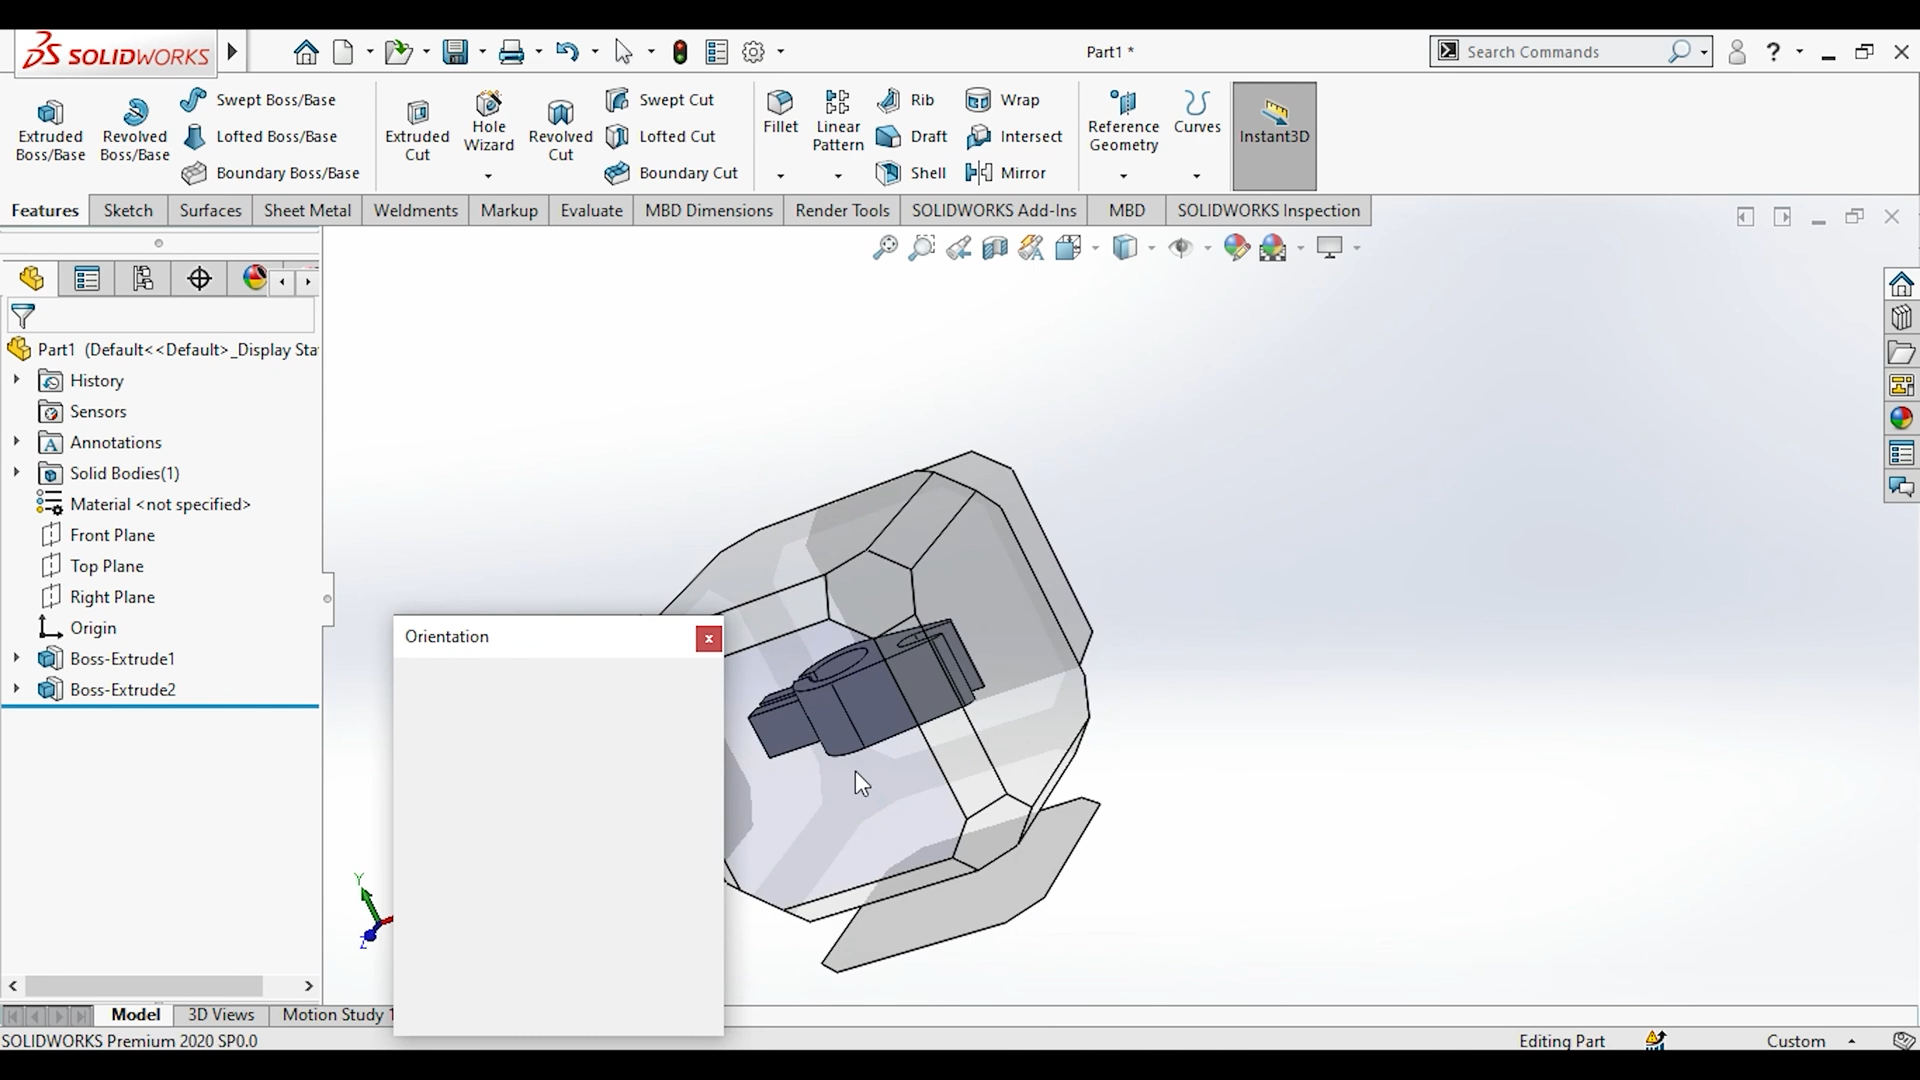 SOLIDWORKS
Part1 *
Search Commands
?
Extruded
Boss/Base
Revolved
Boss/Base
Swept Boss/Base
Lofted Boss/Base
Boundary Boss/Base
Extruded
Cut
Hole
Wizard
Revolved
Cut
Swept Cut
Lofted Cut
Boundary Cut
Fillet
Linear
Pattern
Rib
Draft
Shell
Wrap
Intersect
Mirror
Reference
Geometry
Curves
Instant3D
Features
Sketch
Surfaces
Sheet Metal
Weldments
Markup
Evaluate
MBD Dimensions
Render Tools
SOLIDWORKS Add-Ins
MBD
SOLIDWORKS Inspection
Part1 (Default<<Default>_Display Sta
History
Sensors
Annotations
Solid Bodies(1)
Material <not specified>
Front Plane
Top Plane
Right Plane
Origin
Boss-Extrude1
Boss-Extrude2
Orientation
x
Y
Z
Model
3D Views
Motion Study 1
SOLIDWORKS Premium 2020 SP0.0
Editing Part
Custom